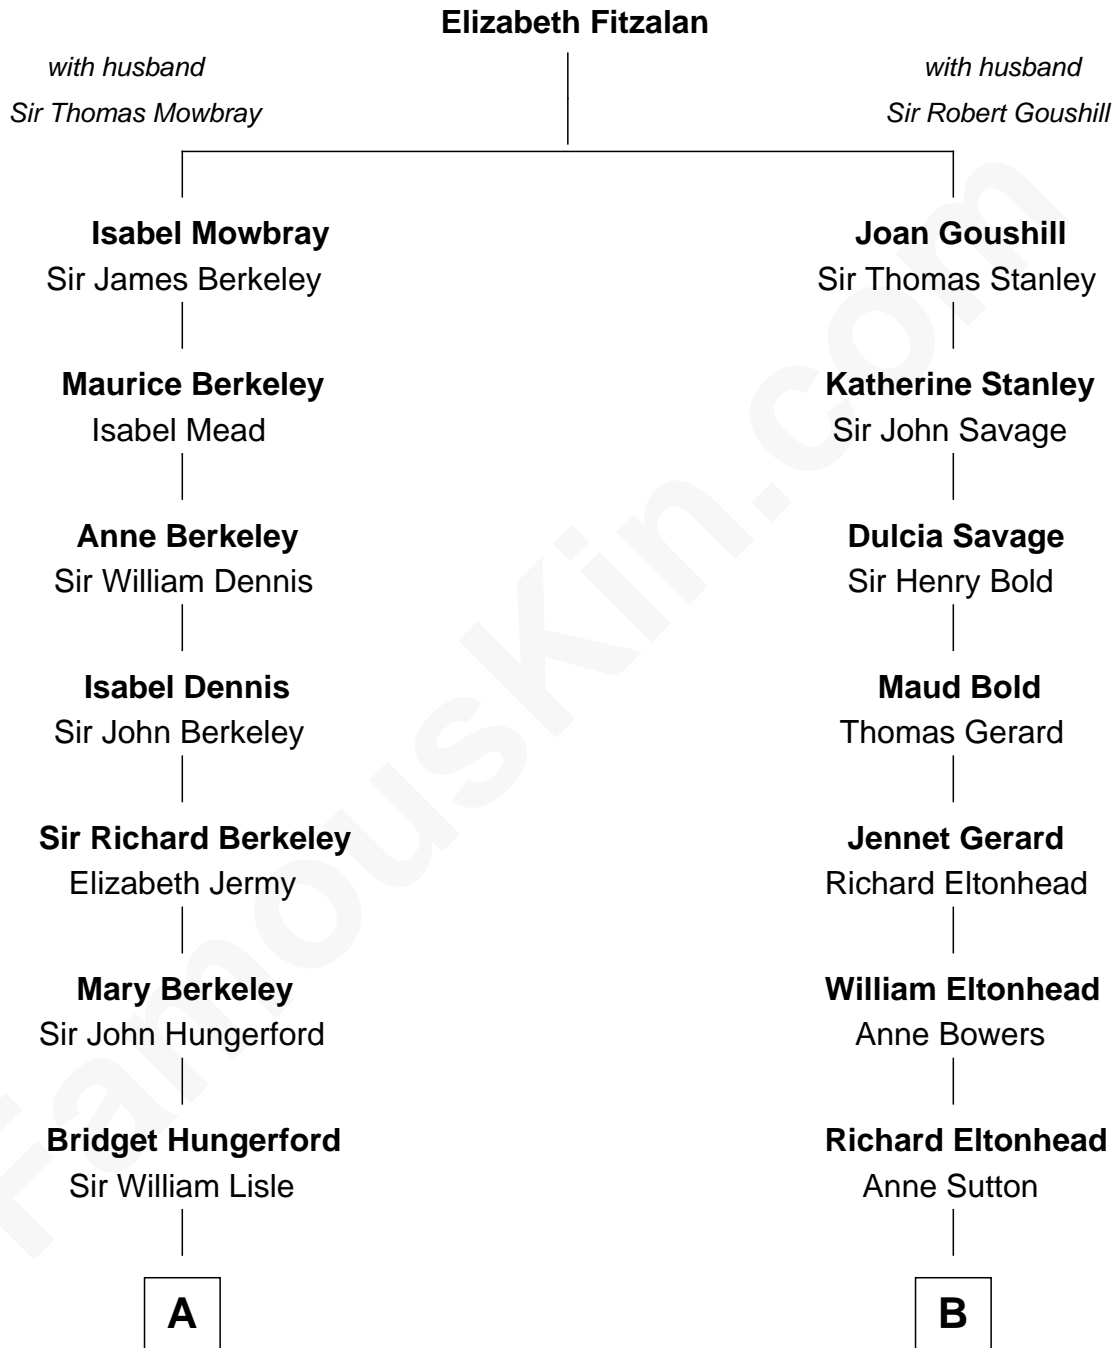 Elizabeth Fitzalan
with husband
Sir Thomas Mowbray
with husband
Sir Robert Goushill
Isabel Mowbray
Sir James Berkeley
Maurice Berkeley
Isabel Mead
Anne Berkeley
Sir William Dennis
Isabel Dennis
Sir John Berkeley
Sir Richard Berkeley
Elizabeth Jermy
Mary Berkeley
Sir John Hungerford
Bridget Hungerford
Sir William Lisle
A
Joan Goushill
Sir Thomas Stanley
Katherine Stanley
Sir John Savage
Dulcia Savage
Sir Henry Bold
Maud Bold
Thomas Gerard
Jennet Gerard
Richard Eltonhead
William Eltonhead
Anne Bowers
Richard Eltonhead
Anne Sutton
B
FamousKin.com